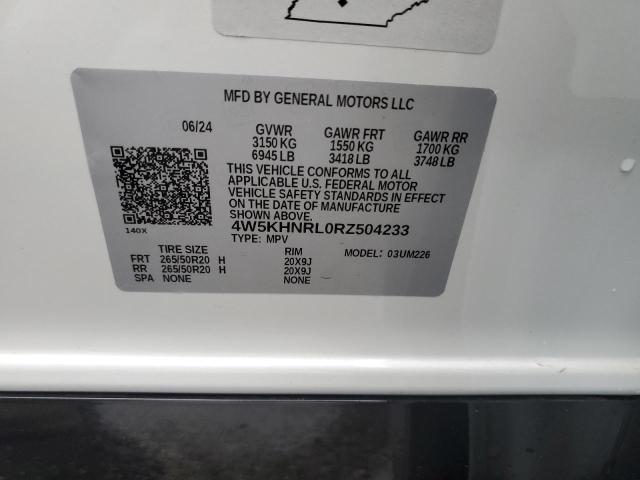 MFD BY GENERAL MOTORS LLC
06/24 GVWR GAWR FRT GAWR RR
3150 KG 1550 KG 1700 KG
6945 LB 3418 LB 3748 LB
THIS VEHICLE CONFORMS TO ALL
APPLICABLE U.S. FEDERAL MOTOR
VEHICLE SAFETY STANDARDS IN EFFECT
ON THE DATE OF MANUFACTURE
SHOWN ABOVE.
140X 4W5KHNRL0RZ504233
TYPE: MPV MODEL: 03UM226
TIRE SIZE RIM
FRT 265/50R20 H 20X9J
RR 265/50R20 H 20X9J
SPA NONE NONE